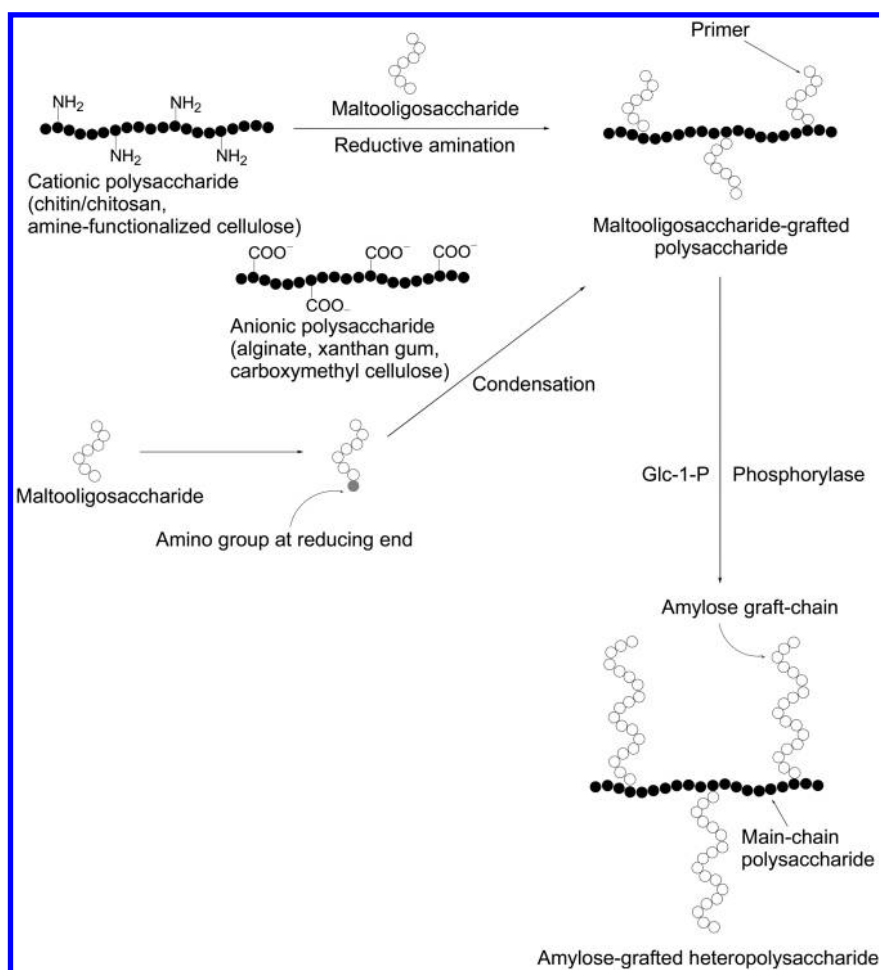 Primer
Maltooligosaccharide
Reductive amination
NH2
NH2
NH2
NH2
Cationic polysaccharide
(chitin/chitosan,
amine-functionalized cellulose)
Maltooligosaccharide-grafted
polysaccharide
COO−
COO−
COO−
COO−
Anionic polysaccharide
(alginate, xanthan gum,
carboxymethyl cellulose)
Condensation
Maltooligosaccharide
Amino group at reducing end
Glc-1-P
Phosphorylase
Amylose graft-chain
Main-chain
polysaccharide
Amylose-grafted heteropolysaccharide